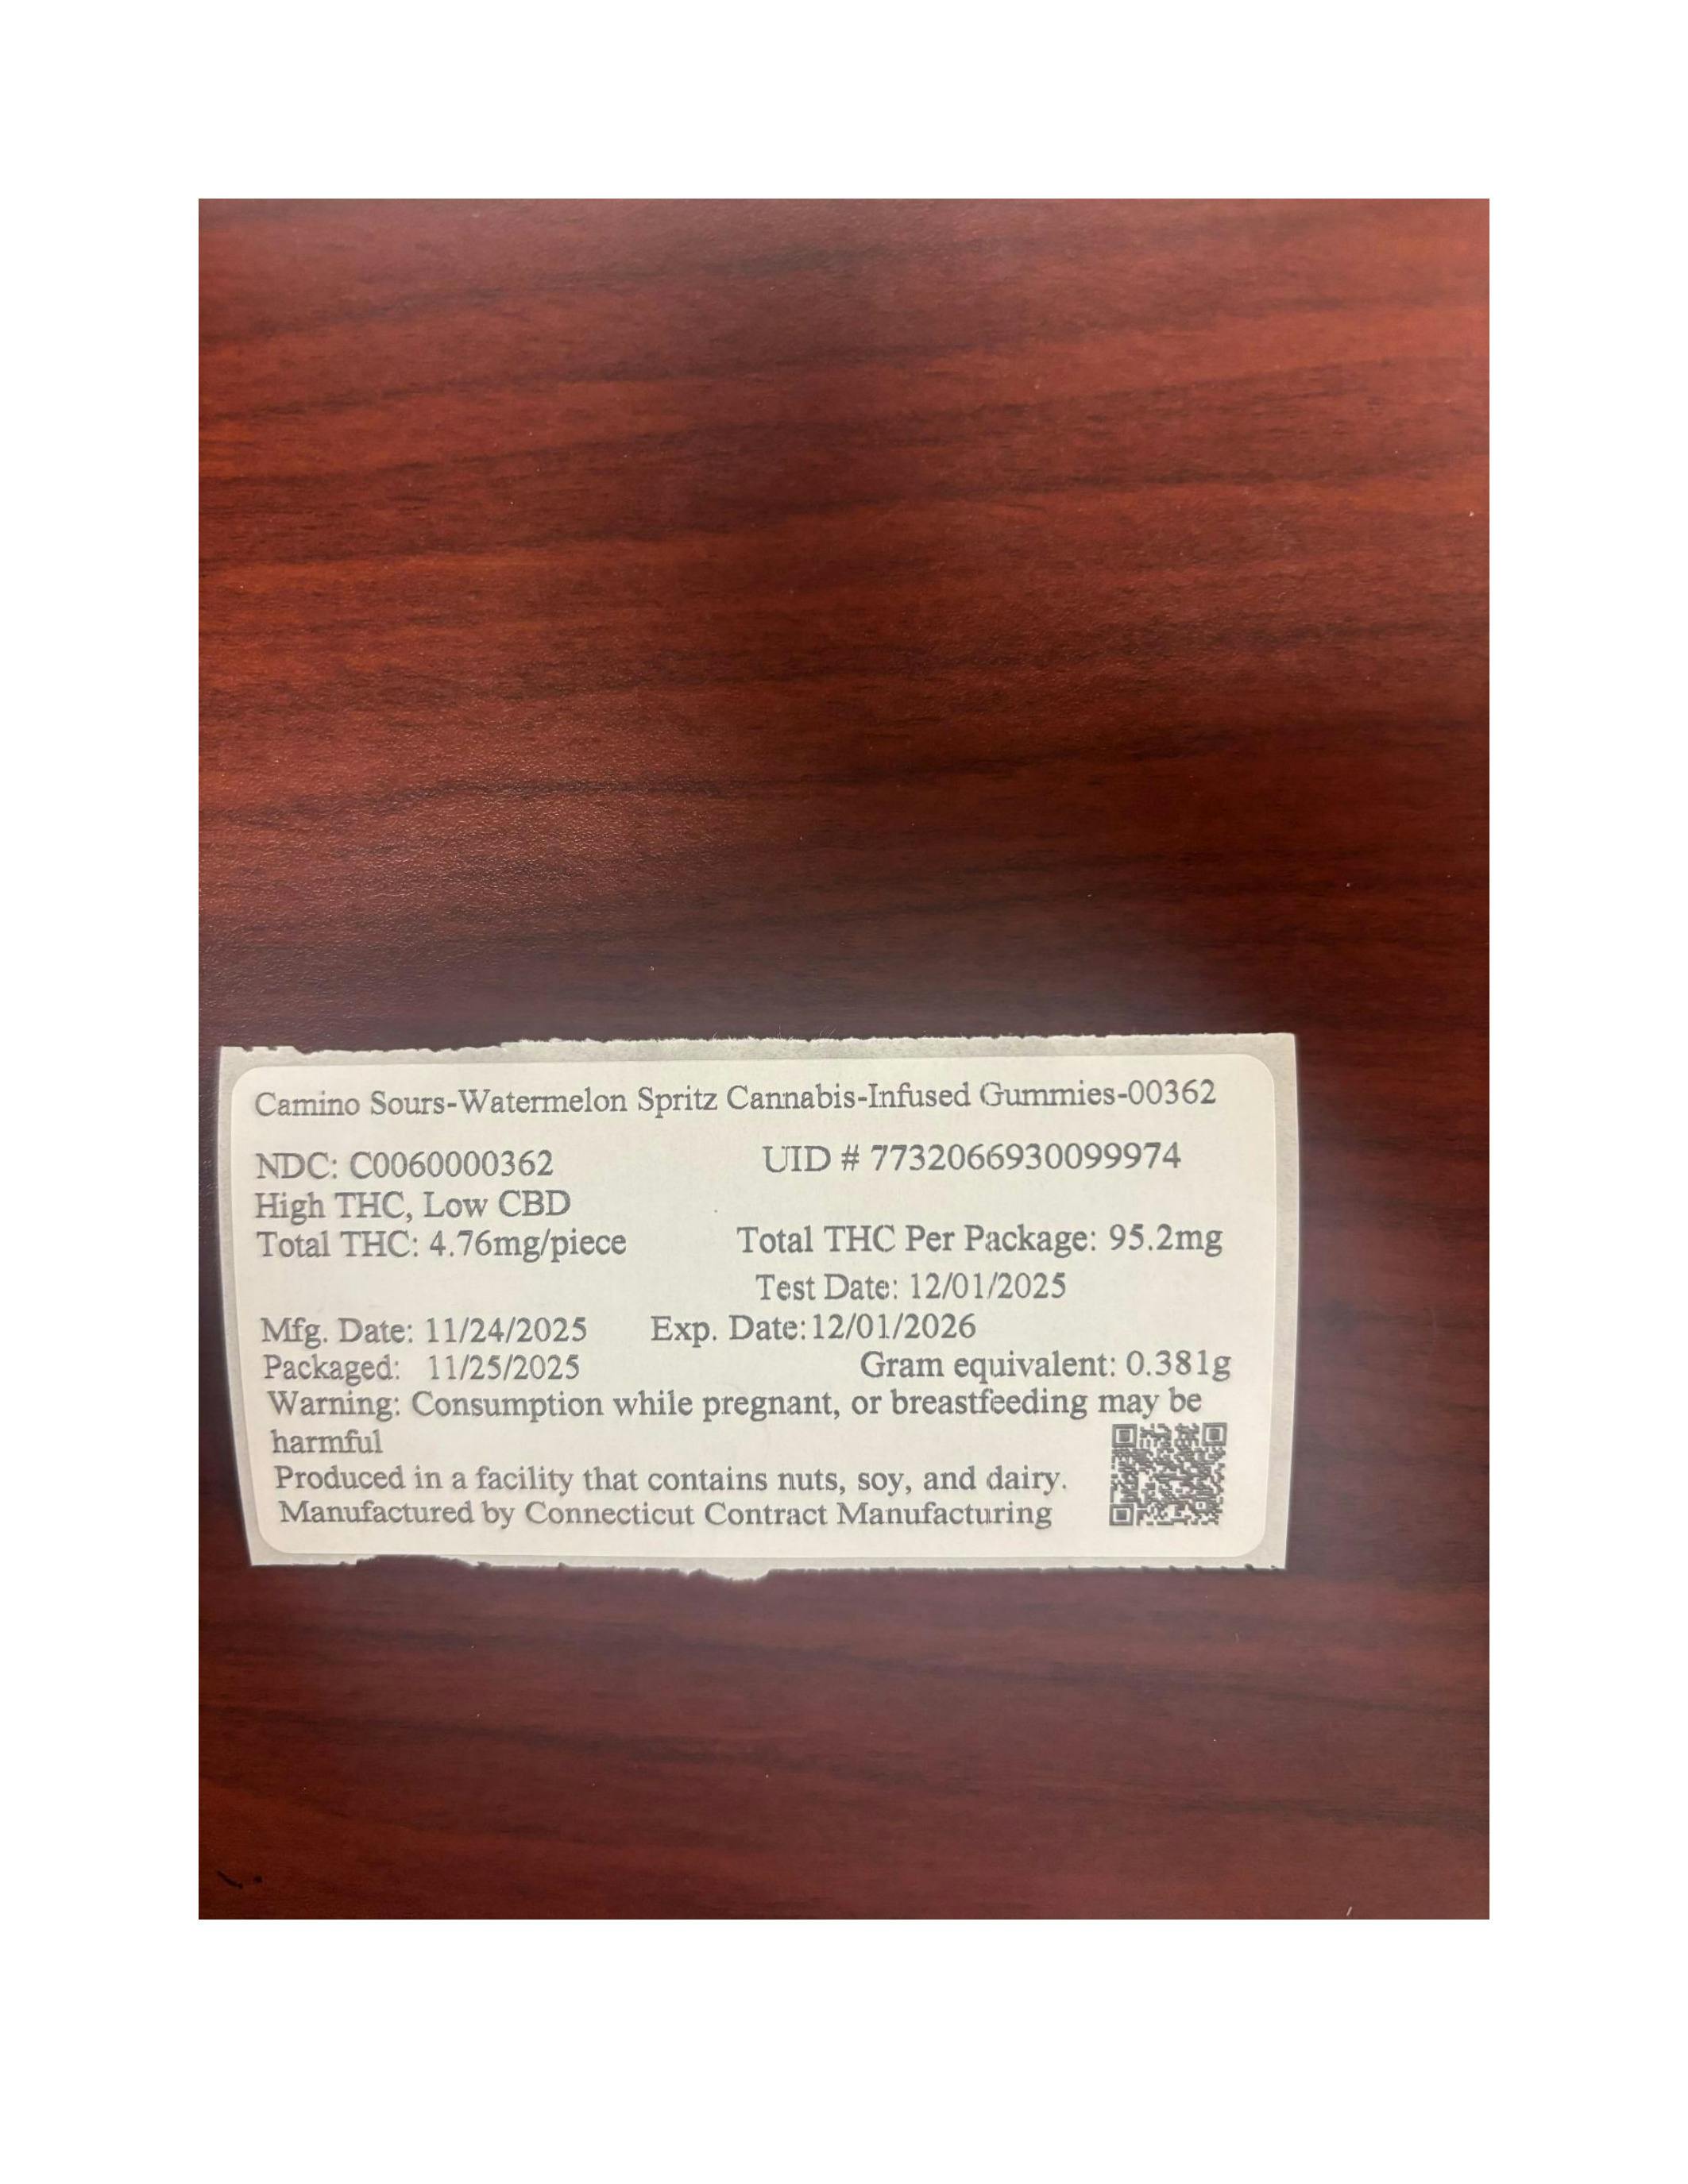 Camino Sours-Watermelon Spritz Cannabis-Infused Gummies-00362
NDC: C0060000362 UID # 7732066930099974
High THC, Low CBD
Total THC: 4.76mg/piece Total THC Per Package: 95.2mg
Test Date: 12/01/2025
Mfg. Date: 11/24/2025 Exp. Date:12/01/2026
Packaged: 11/25/2025 Gram equivalent: 0.381g
Warning: Consumption while pregnant, or breastfeeding may be
harmful
Produced in a facility that contains nuts, soy, and dairy.
Manufactured by Connecticut Contract Manufacturing